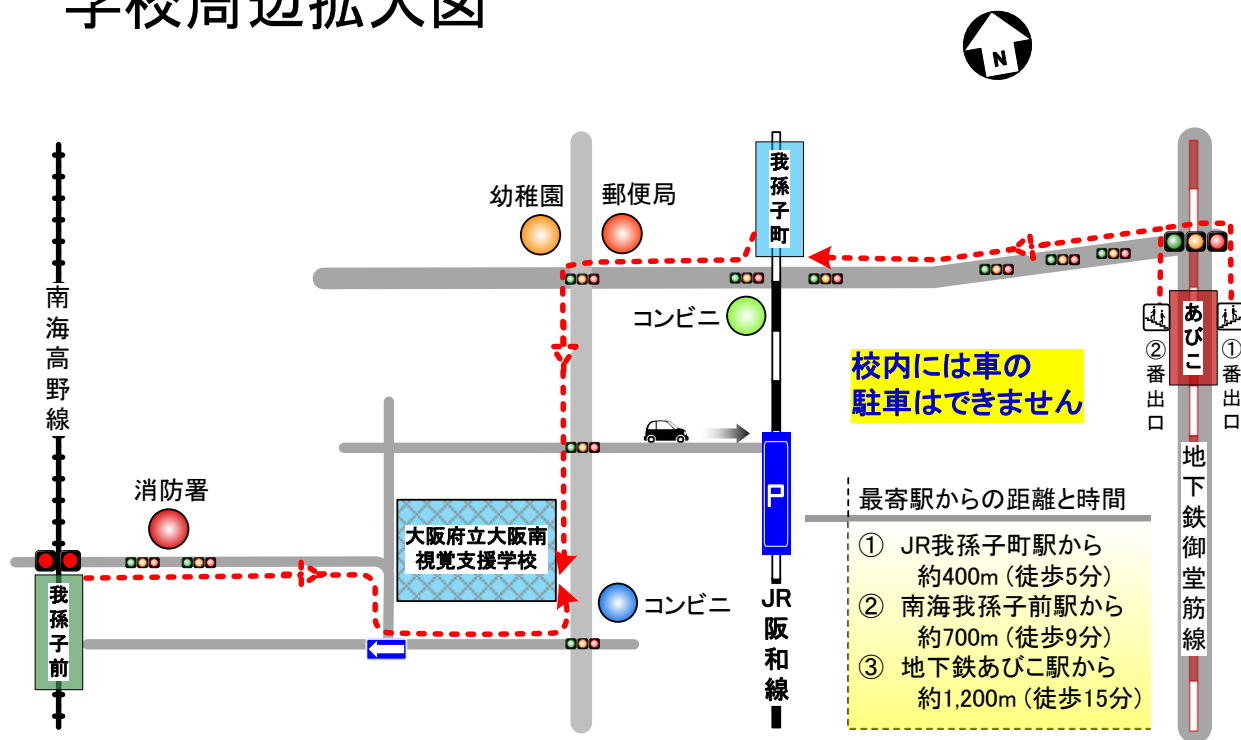 学校周辺拡大図
N
幼稚園
郵便局
我孫子町
コンビニ
南海高野線
あびこ
②番出口
①番出口
校内には車の
駐車はできません
消防署
大阪府立大阪南
視覚支援学校
P
地下鉄御堂筋線
我孫子前
コンビニ
JR阪和線
最寄駅からの距離と時間
① JR我孫子町駅から
約400m（徒歩5分）
② 南海我孫子前駅から
約700m（徒歩9分）
③ 地下鉄あびこ駅から
約1,200m（徒歩15分）